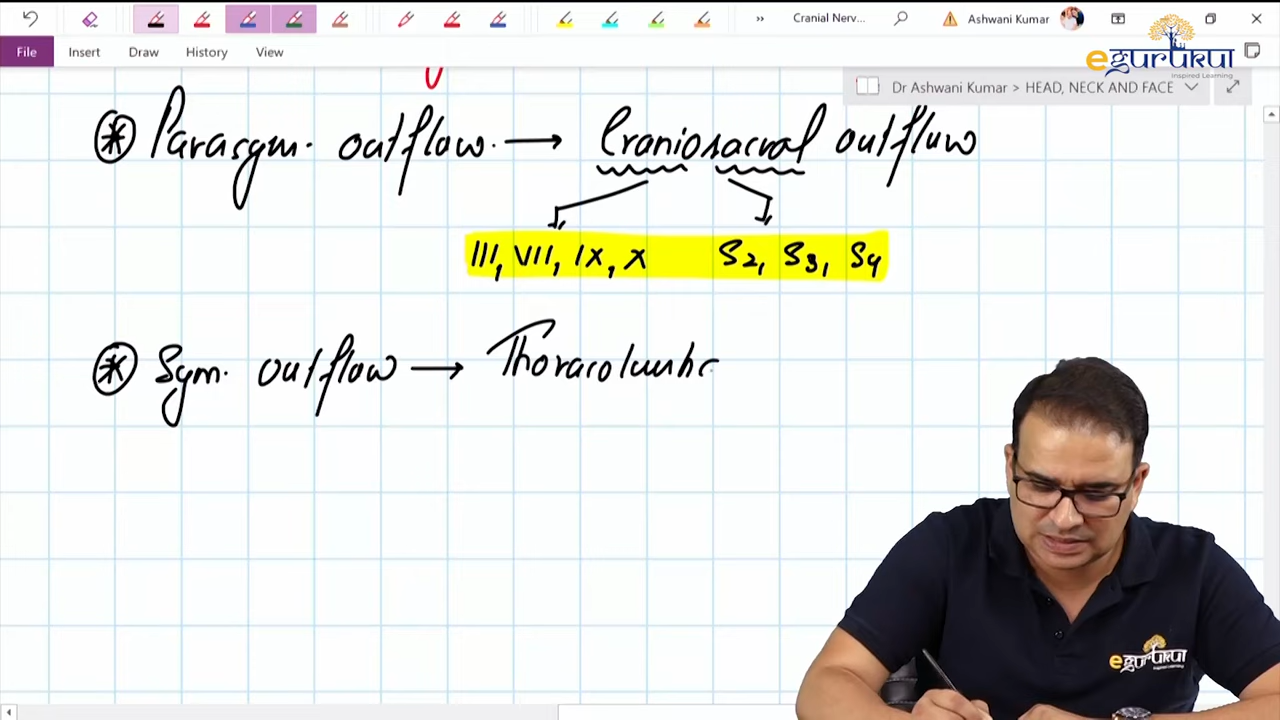 Cranial Nerv...
Ashwani Kumar
File Insert Draw History View
egurukul
Inspired Learning
Dr Ashwani Kumar > HEAD, NECK AND FACE
Parasym. outflow. → Craniosacral outflow
III, VII, IX, X S2, S3, S4
Sym. outflow → Thoracolumba
egurukul